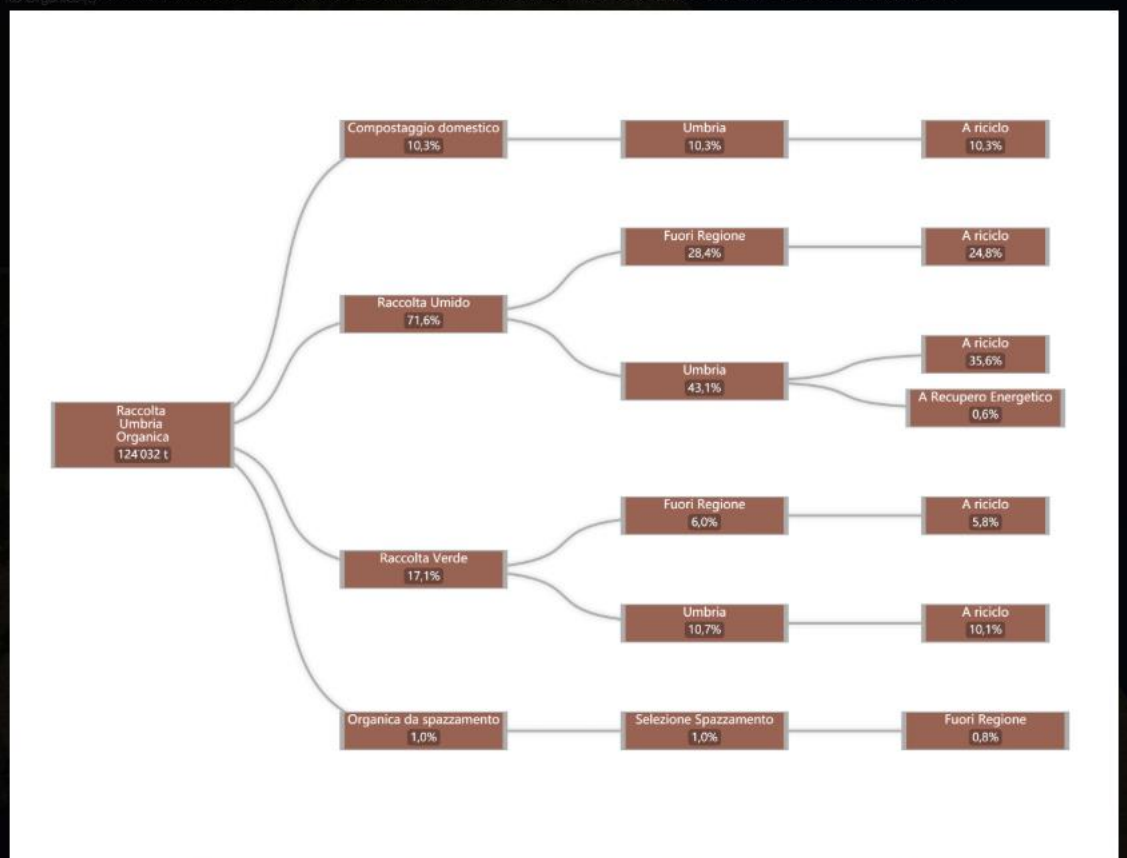 Compostaggio domestico
10,3%
Umbria
10,3%
A riciclo
10,3%
Fuori Regione
28,4%
A riciclo
24,8%
Raccolta Umido
71,6%
Umbria
43,1%
A riciclo
35,6%
A Recupero Energetico
0,6%
Raccolta
Umbria
Organica
124 032 t
Fuori Regione
6,0%
A riciclo
5,8%
Raccolta Verde
17,1%
Umbria
10,7%
A riciclo
10,1%
Organica da spazzamento
1,0%
Selezione Spazzamento
1,0%
Fuori Regione
0,8%